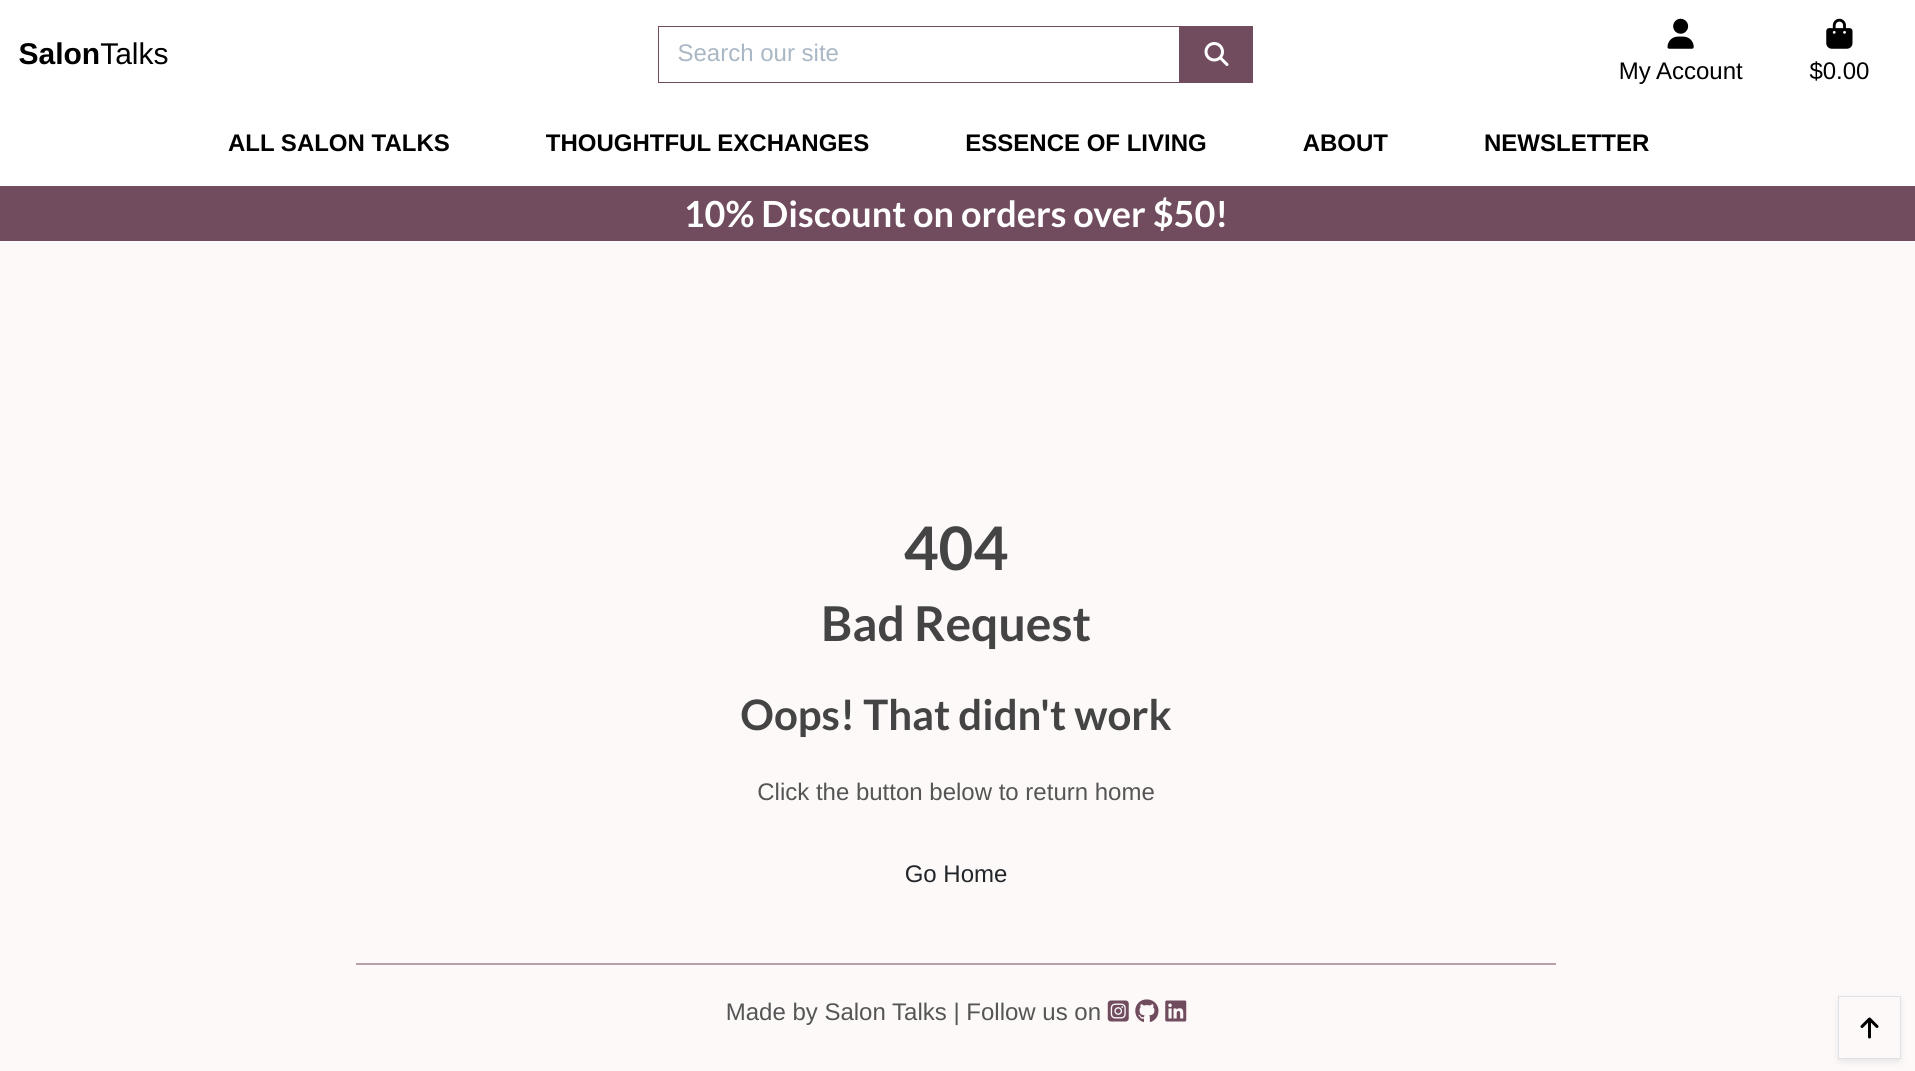 SalonTalks
Search our site
My Account
$0.00
ALL SALON TALKS
THOUGHTFUL EXCHANGES
ESSENCE OF LIVING
ABOUT
NEWSLETTER
10% Discount on orders over $50!
404
Bad Request
Oops! That didn't work
Click the button below to return home
Go Home
Made by Salon Talks | Follow us on